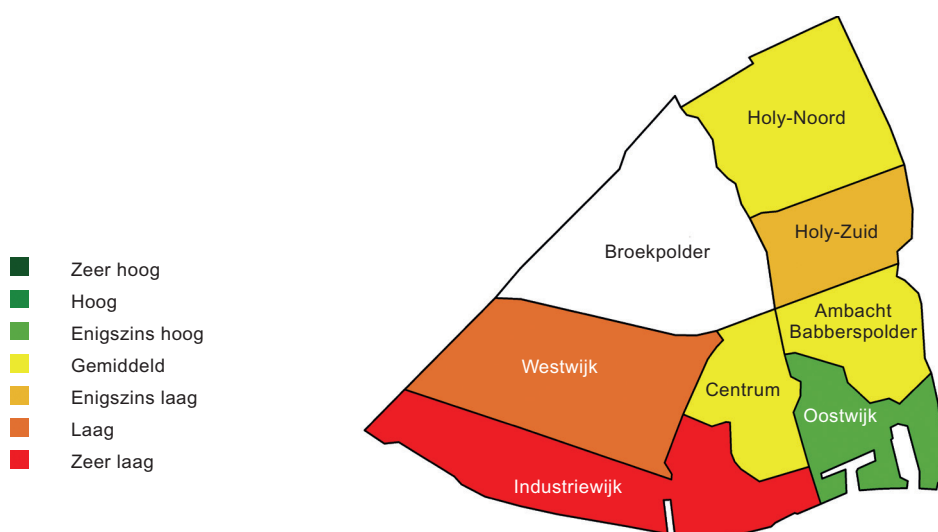 Zeer hoog
Hoog
Enigszins hoog
Gemiddeld
Enigszins laag
Laag
Zeer laag
Holy-Noord
Holy-Zuid
Broekpolder
Ambacht
Babberspolder
Westwijk
Centrum
Oostwijk
Industriewijk